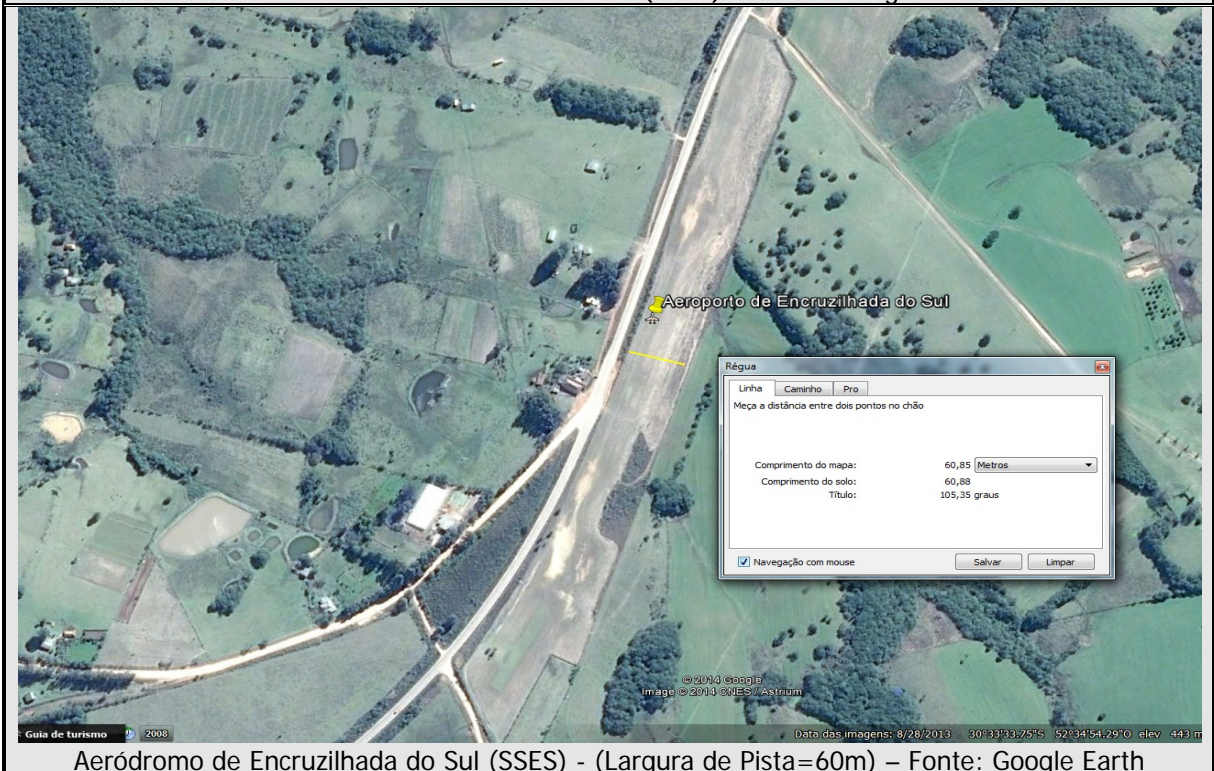 Aeroporto de Encruzilhada do Sul
Régua
Linha Caminho Pro
Meça a distância entre dois pontos no chão
Comprimento do mapa: 60,85 Metros
Comprimento do solo: 60,88
Título: 105,35 graus
Navegação com mouse Salvar Limpar
© 2014 Google
Image © 2014 CNES / Astrium
Guia de turismo 2008 Data das imagens: 8/28/2013 30°33'33.75"S 52°34'54.29"O elev 443 m
Aeródromo de Encruzilhada do Sul (SSES) - (Largura de Pista=60m) – Fonte: Google Earth